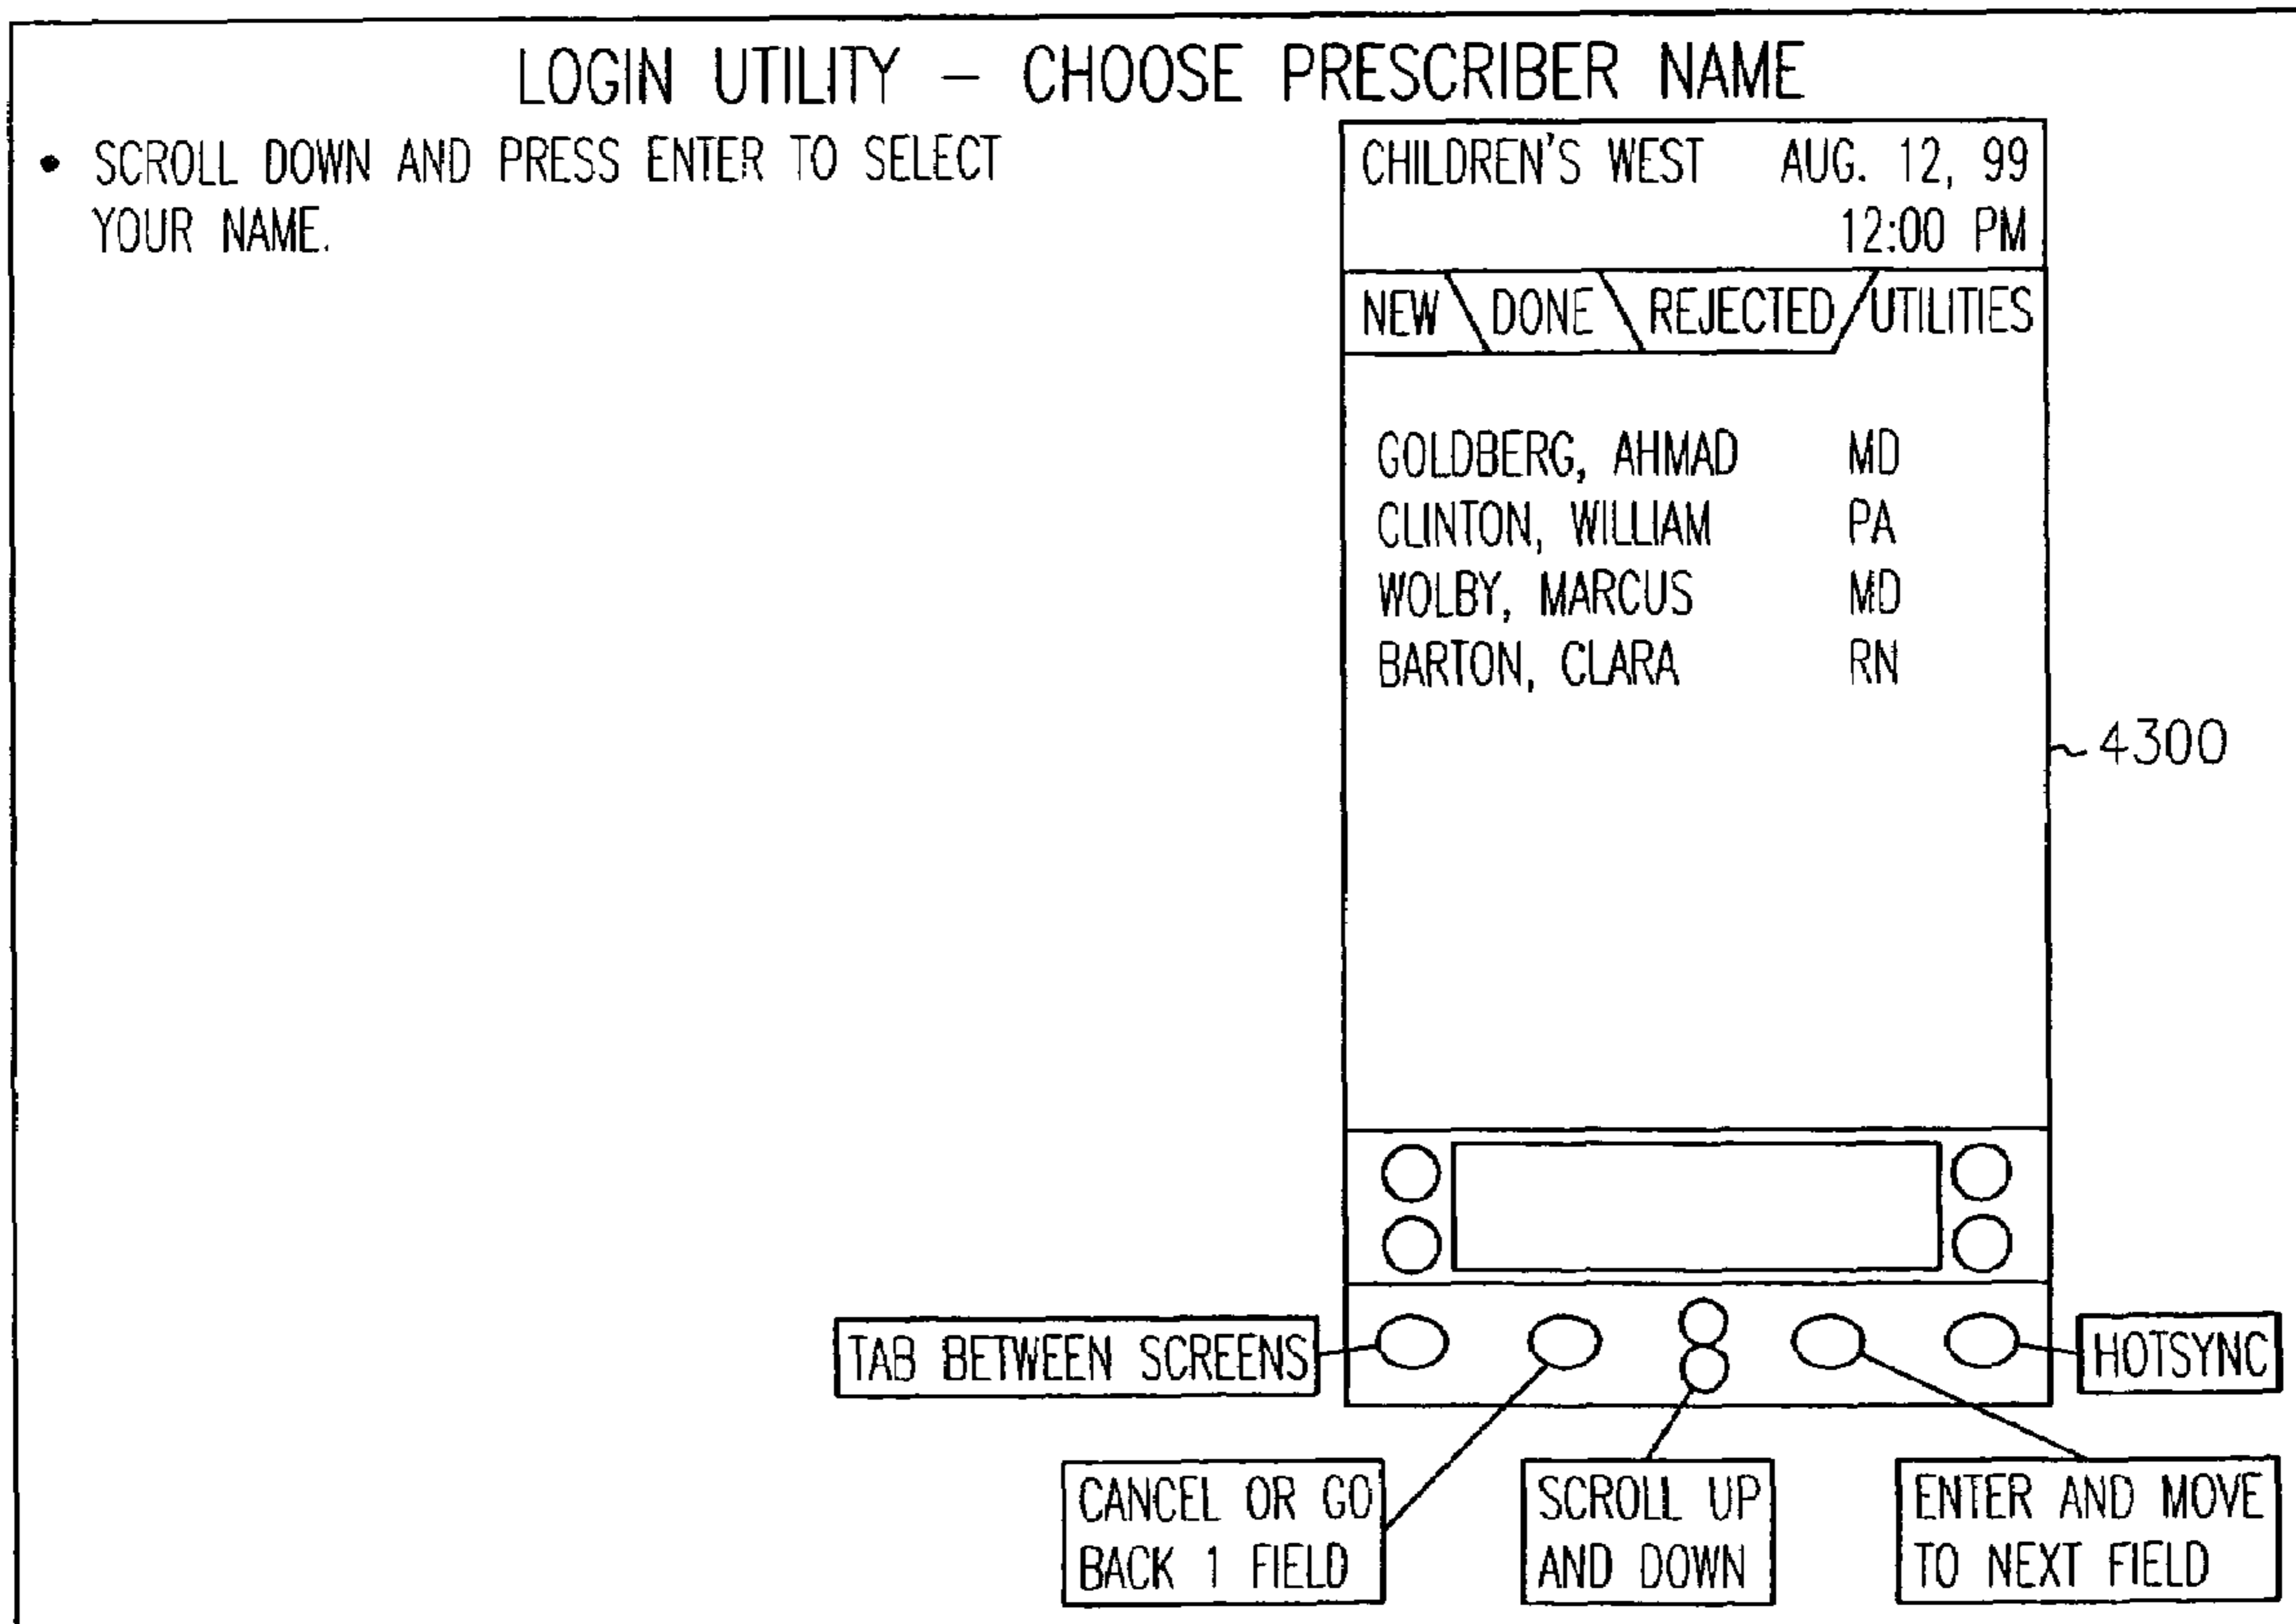 LOGIN UTILITY – CHOOSE PRESCRIBER NAME
• SCROLL DOWN AND PRESS ENTER TO SELECT
YOUR NAME.
CHILDREN'S WEST AUG. 12, 99
12:00 PM
NEW DONE REJECTED UTILITIES
GOLDBERG, AHMAD MD
CLINTON, WILLIAM PA
WOLBY, MARCUS MD
BARTON, CLARA RN
4300
TAB BETWEEN SCREENS
HOTSYNC
CANCEL OR GO
BACK 1 FIELD
SCROLL UP
AND DOWN
ENTER AND MOVE
TO NEXT FIELD